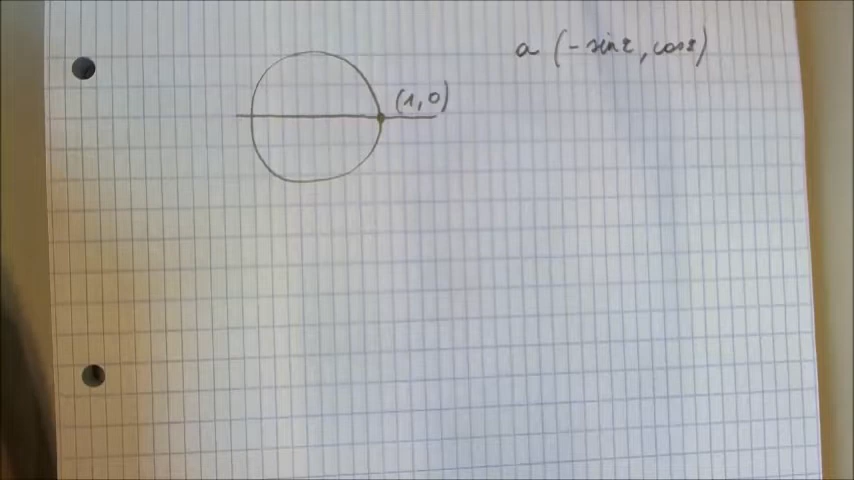 a (-sin x, cos x)
(1,0)